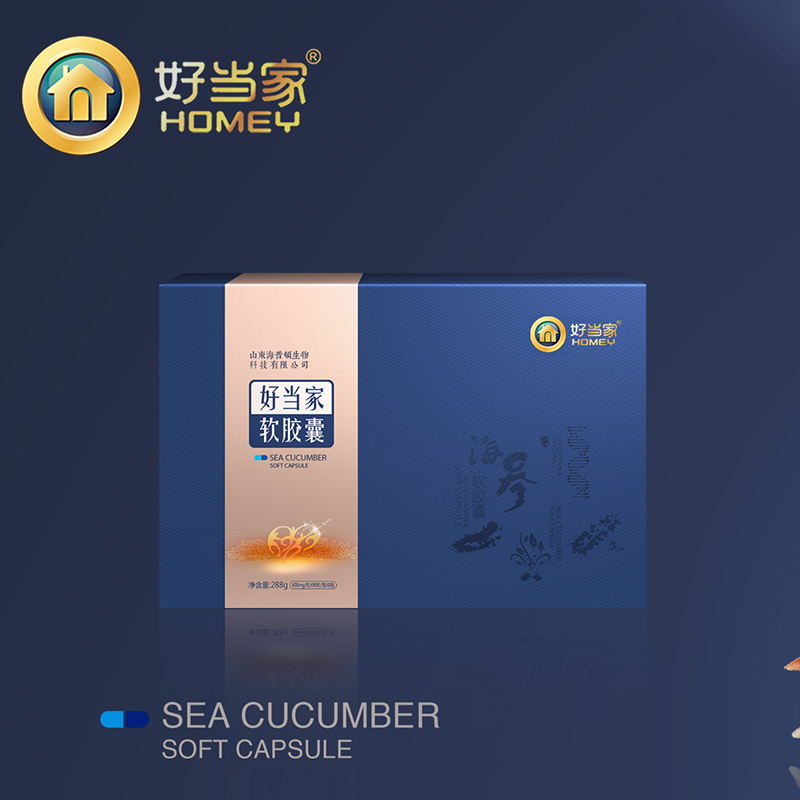 好当家®
HOMEY
好当家®
HOMEY
山東海普頓生物
科技有限公司
好当家
软胶囊
SEA CUCUMBER
SOFT CAPSULE
海参
软胶囊
净含量:288g
SEA CUCUMBER
SOFT CAPSULE